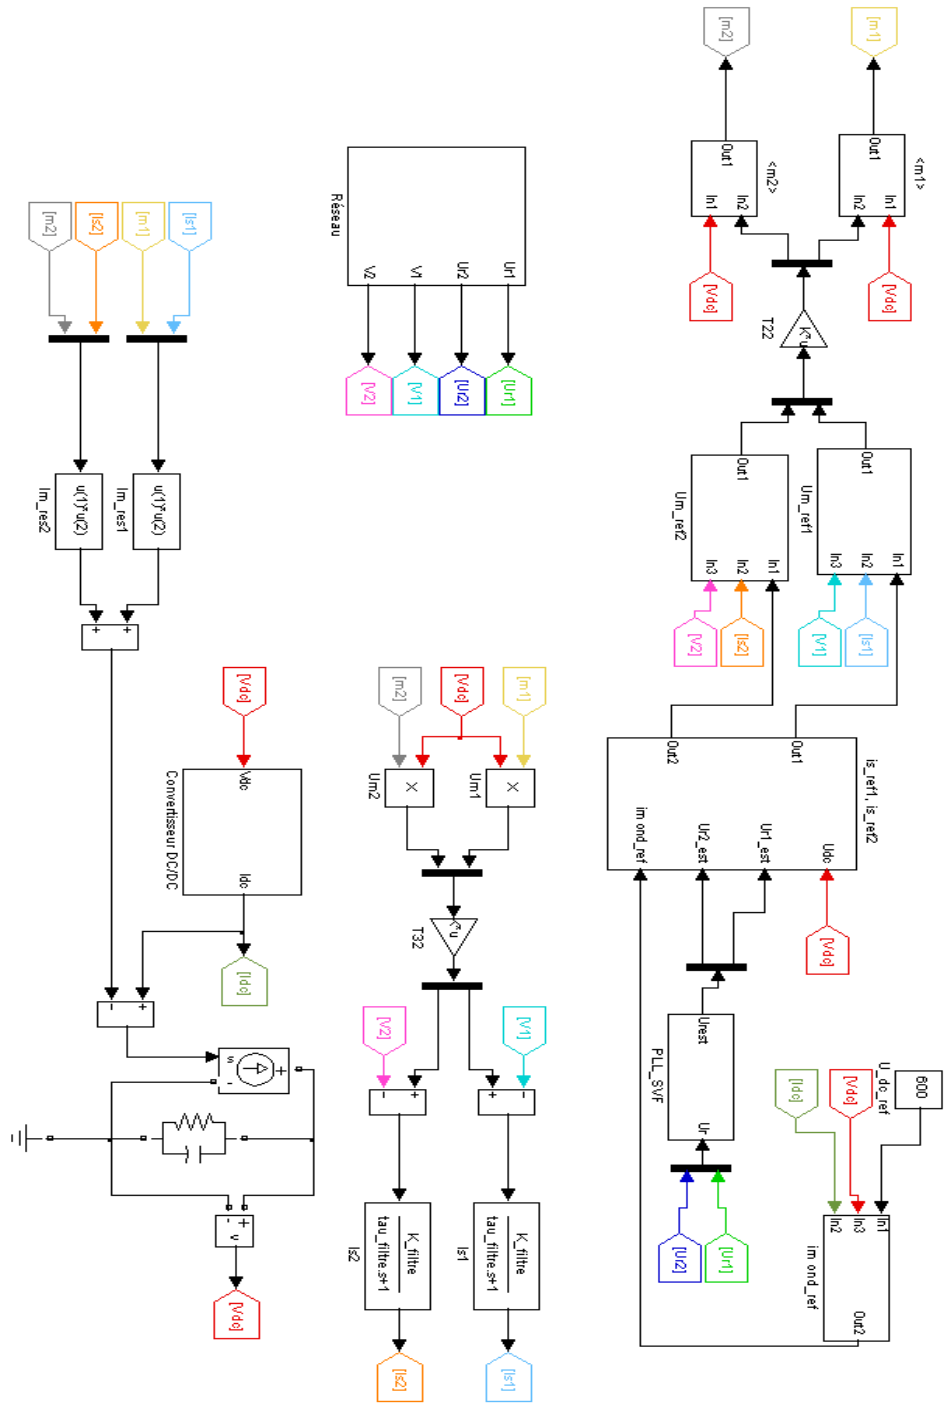 [m1]
Out1
<m1>
In1
In2
[Vdc]
[m2]
Out1
<m2>
In2
In1
[Vdc]
K*u
T22
Out1
Um_ref1
In1
In2
In3
[Is1]
[V1]
Out1
Um_ref2
In1
In2
In3
[Is2]
[V2]
is_ref1, is_ref2
Out1
Out2
Udc
Ur1_est
Ur2_est
im ond_ref
[Vdc]
Urest
Ur
PLL_SVF
[Ur1]
[Ur2]
600
U_dc_ref
[Vdc]
[Idc]
In1
In3
In2
Out2
im ond_ref
Réseau
Ur1
Ur2
V1
V2
[Ur1]
[Ur2]
[V1]
[V2]
[m1]
[Vdc]
[m2]
X
Um1
X
Um2
K*u
T32
[V1]
[V2]
-
+
+
-
K_filtre
tau_filtre.s+1
Is1
K_filtre
tau_filtre.s+1
Is2
[Is1]
[Is2]
[Is1]
[m1]
[Is2]
[m2]
u(1)*u(2)
Im_res1
u(1)*u(2)
Im_res2
+
+
[Vdc]
Vdc
Idc
Convertisseur DC/DC
[Idc]
+
-
s
+
-
+
-
v
[Vdc]